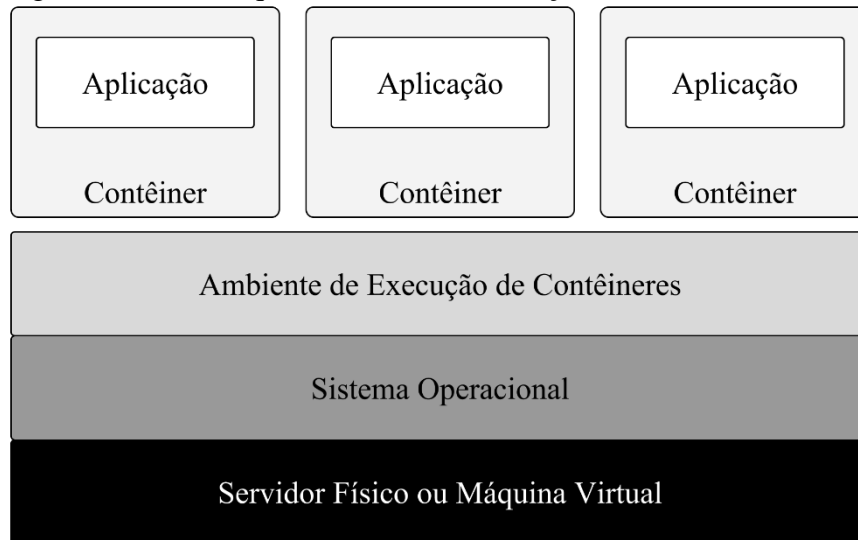 Aplicação Aplicação Aplicação
Contêiner Contêiner Contêiner
Ambiente de Execução de Contêineres
Sistema Operacional
Servidor Físico ou Máquina Virtual